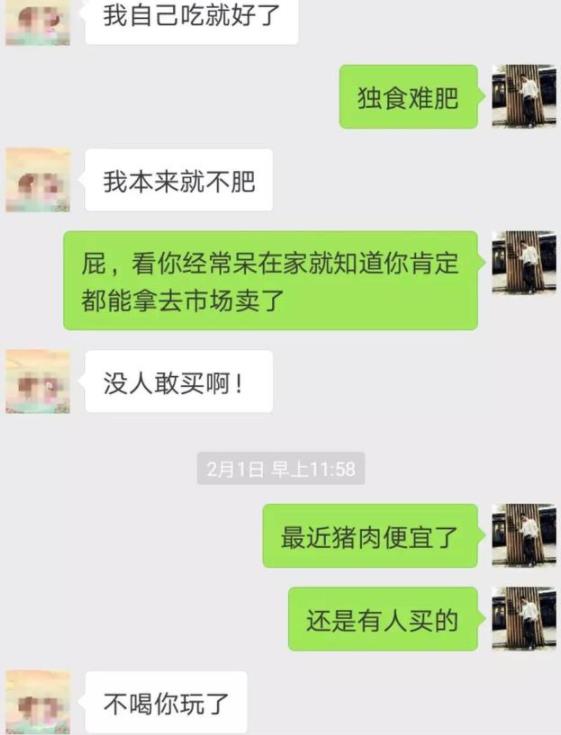 我自己吃就好了
独食难肥
我本来就不肥
屁，看你经常呆在家就知道你肯定
都能拿去市场卖了
没人敢买啊！
2月1日 早上11:58
最近猪肉便宜了
还是有人买的
不喝你玩了